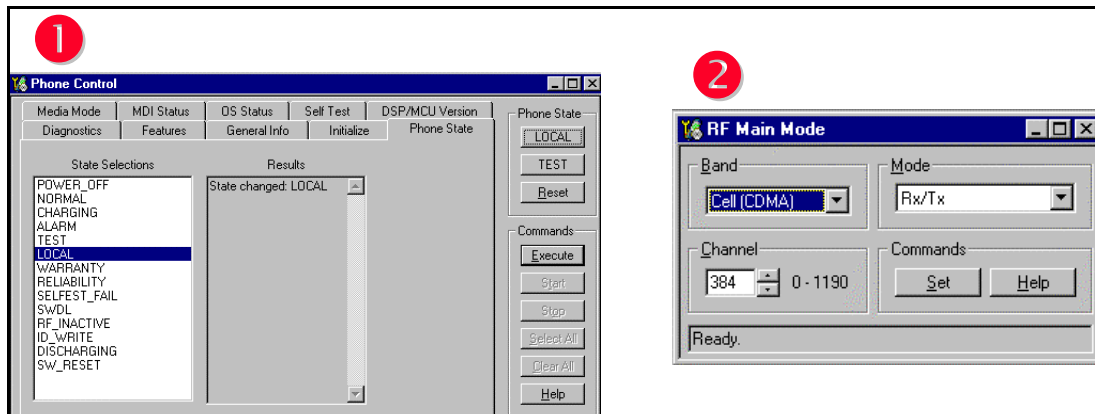 1
Phone Control
Media Mode MDI Status OS Status Self Test DSP/MCU Version
Diagnostics Features General Info Initialize Phone State
State Selections
POWER_OFF
NORMAL
CHARGING
ALARM
TEST
LOCAL
WARRANTY
RELIABILITY
SELFEST_FAIL
SWDL
RF_INACTIVE
ID_WRITE
DISCHARGING
SW_RESET
Results
State changed: LOCAL
Phone State
LOCAL
TEST
Reset
Commands
Execute
Start
Stop
Select All
Clear All
Help
2
RF Main Mode
Band
Cell (CDMA)
Mode
Rx/Tx
Channel
384 0 - 1190
Commands
Set Help
Ready.